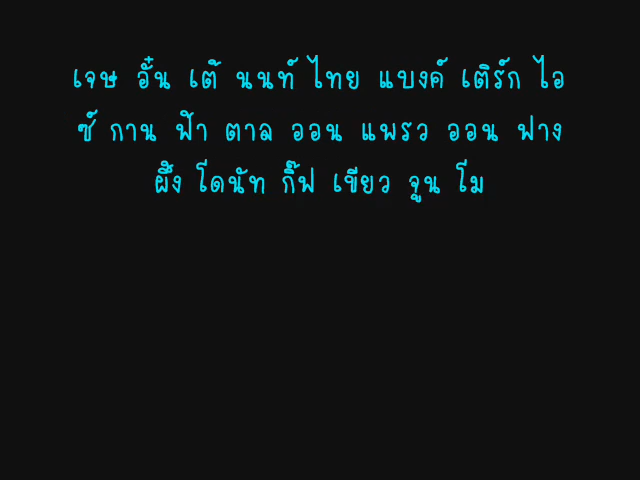 เจษ อั๋น เต้ นนท์ ไทย แบงค์ เติร์ก ไอ
ซ์ กาน ฟ้า ตาล ออน แพรว ออน ฟาง
ผึ้ง โดนัท กิ๊ฟ เขียว จูน โม